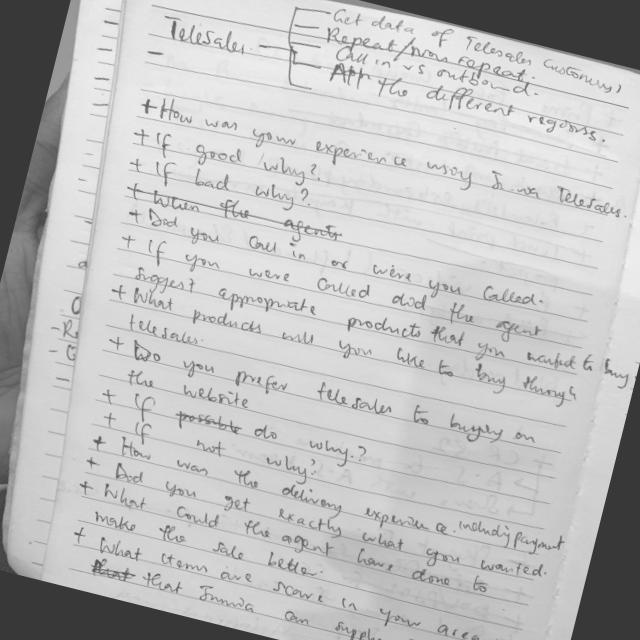 Get data of Telesales customers
Repeat/non repeat.
Telesales — Call in vs outbound.
All the different regions.
+ How was your experience using Jumia Telesales.
+ If good why?
+ If bad why?
+ When the agents
+ Did you call in or were you called.
+ If you were called did the agent
suggest appropriate products that you wanted to buy
+ What products will you like to buy through
telesales.
+ Do you prefer telesales to buying on
the website
+ If possible do why?
+ If not why?
+ How was the delivery experience including payment
+ Did you get exactly what you wanted.
+ What could the agent have done to
make the sale better.
+ What items are scarce in your area
that that Jumia can supply